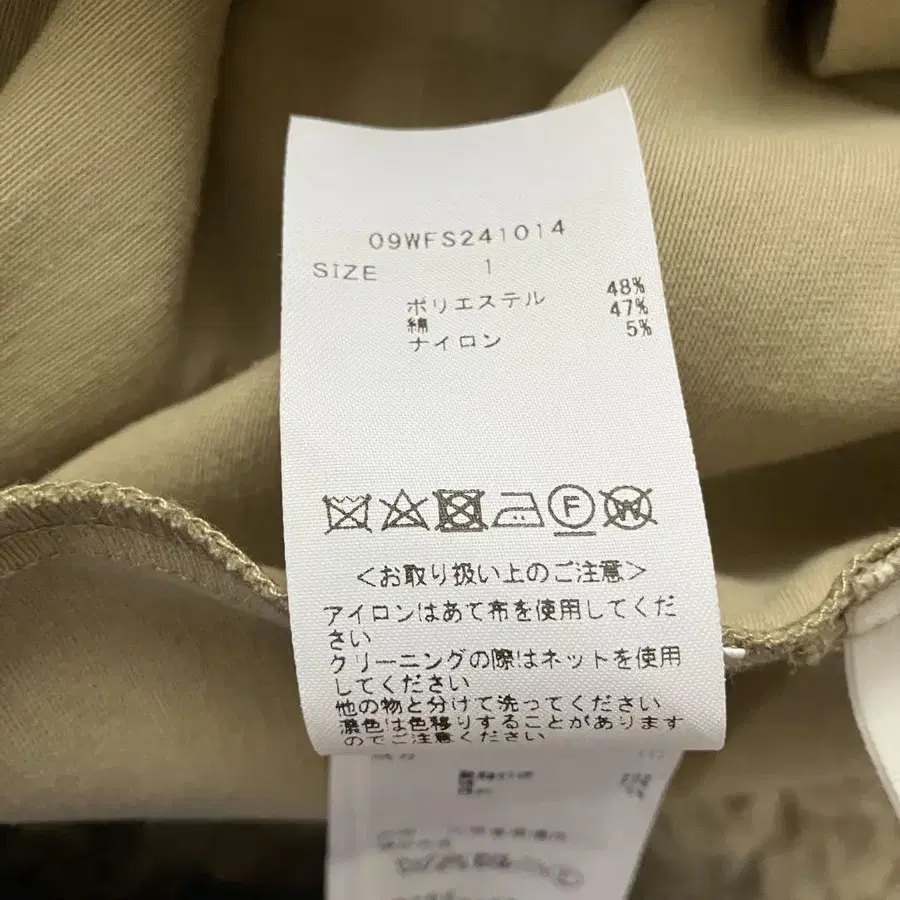 09WFS241014
SIZE 1
ポリエステル 48%
綿 47%
ナイロン 5%
F W
<お取り扱い上のご注意>
アイロンはあて布を使用してくだ
さい
クリーニングの際はネットを使用
してください
他の物と分けて洗ってください
濃色は色移りすることがあります
のでご注意ください